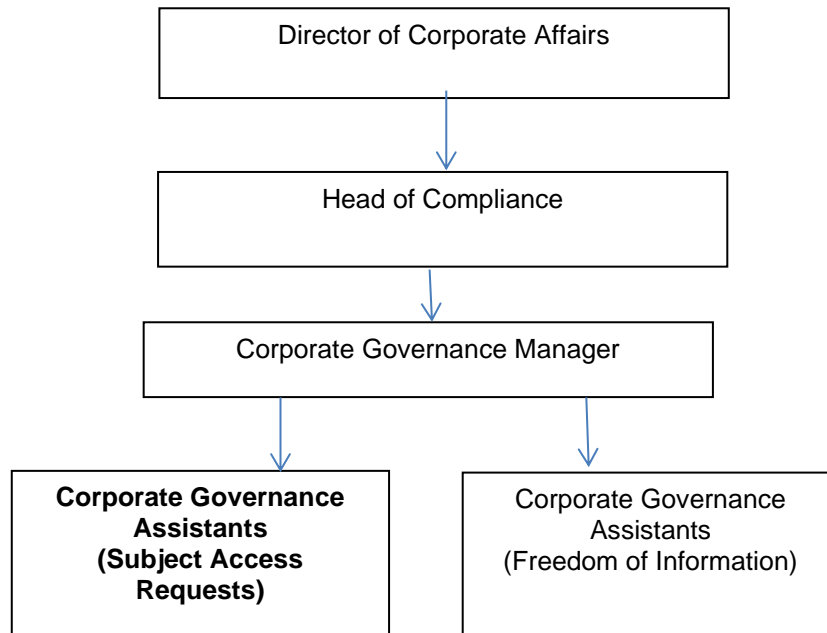 Director of Corporate Affairs
Head of Compliance
Corporate Governance Manager
Corporate Governance
Assistants
(Subject Access
Requests)
Corporate Governance
Assistants
(Freedom of Information)